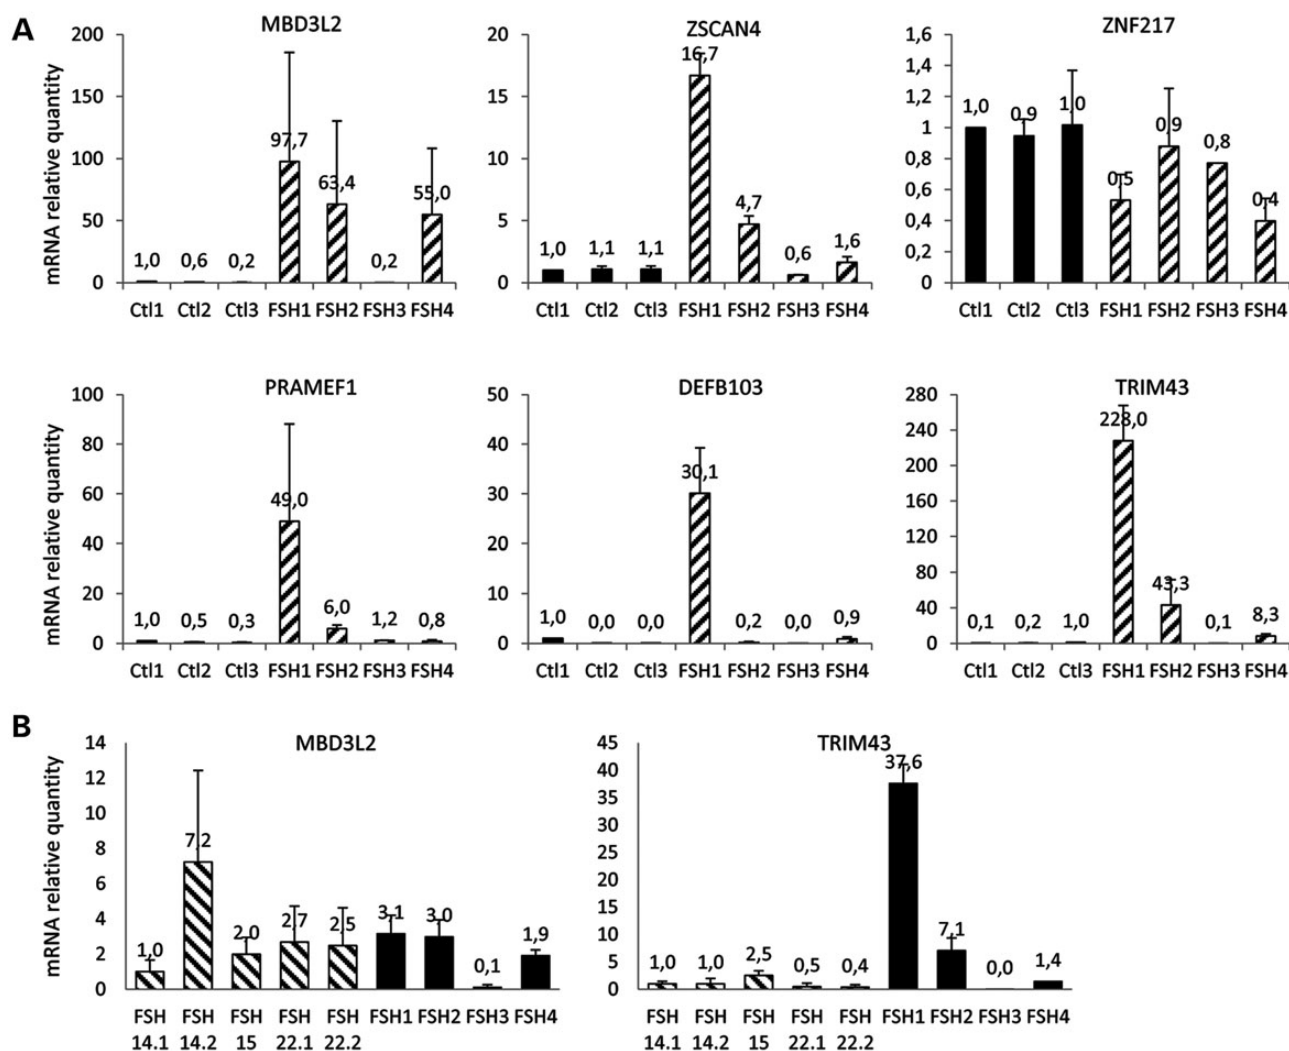 A
MBD3L2
mRNA relative quantity
200
150
100
50
0
1,0 0,6 0,2 97,7 63,4 0,2 55,0
Ctl1 Ctl2 Ctl3 FSH1 FSH2 FSH3 FSH4
ZSCAN4
20
15
10
5
0
1,0 1,1 1,1 16,7 4,7 0,6 1,6
Ctl1 Ctl2 Ctl3 FSH1 FSH2 FSH3 FSH4
ZNF217
1,6
1,4
1,2
1
0,8
0,6
0,4
0,2
0
1,0 0,9 1,0 0,5 0,9 0,8 0,4
Ctl1 Ctl2 Ctl3 FSH1 FSH2 FSH3 FSH4
PRAMEF1
mRNA relative quantity
100
80
60
40
20
0
1,0 0,5 0,3 49,0 6,0 1,2 0,8
Ctl1 Ctl2 Ctl3 FSH1 FSH2 FSH3 FSH4
DEFB103
50
40
30
20
10
0
1,0 0,0 0,0 30,1 0,2 0,0 0,9
Ctl1 Ctl2 Ctl3 FSH1 FSH2 FSH3 FSH4
TRIM43
280
240
200
160
120
80
40
0
0,1 0,2 1,0 228,0 43,3 0,1 8,3
Ctl1 Ctl2 Ctl3 FSH1 FSH2 FSH3 FSH4
B
MBD3L2
mRNA relative quantity
14
12
10
8
6
4
2
0
1,0 7,2 2,0 2,7 2,5 3,1 3,0 0,1 1,9
FSH FSH FSH FSH FSH FSH1 FSH2 FSH3 FSH4
14.1 14.2 15 22.1 22.2
TRIM43
45
40
35
30
25
20
15
10
5
0
1,0 1,0 2,5 0,5 0,4 37,6 7,1 0,0 1,4
FSH FSH FSH FSH FSH FSH1 FSH2 FSH3 FSH4
14.1 14.2 15 22.1 22.2